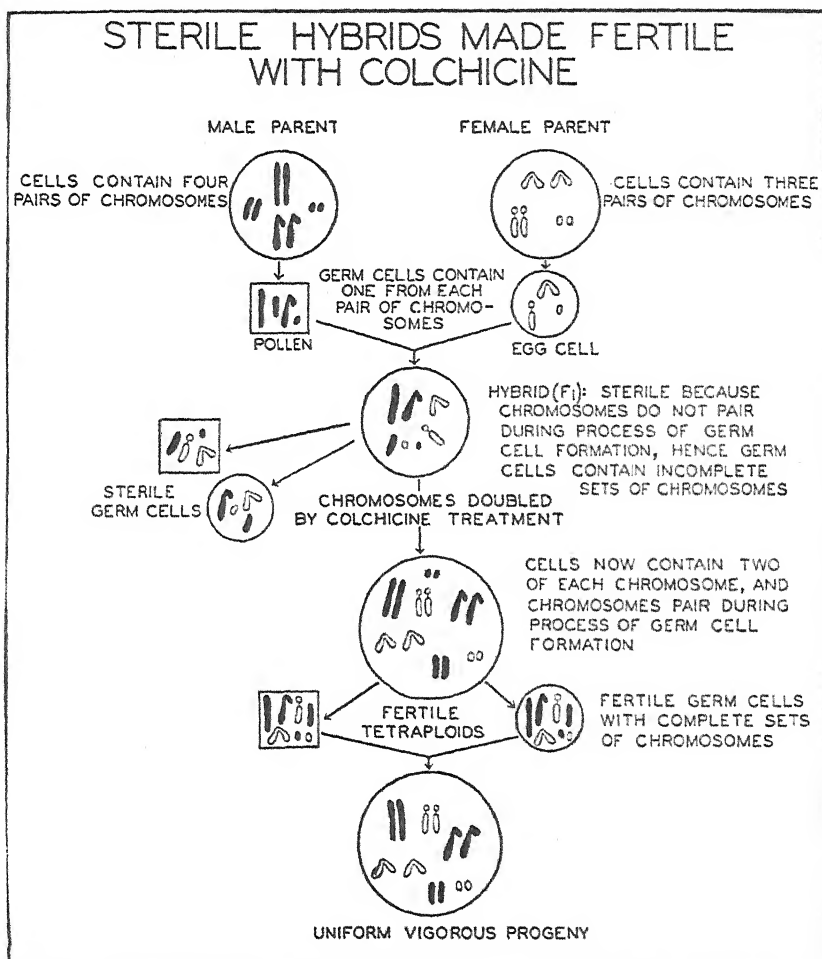 STERILE HYBRIDS MADE FERTILE
WITH COLCHICINE
MALE PARENT
FEMALE PARENT
CELLS CONTAIN FOUR
PAIRS OF CHROMOSOMES
CELLS CONTAIN THREE
PAIRS OF CHROMOSOMES
GERM CELLS CONTAIN
ONE FROM EACH
PAIR OF CHROMO-
SOMES
POLLEN
EGG CELL
HYBRID (F1): STERILE BECAUSE
CHROMOSOMES DO NOT PAIR
DURING PROCESS OF GERM
CELL FORMATION, HENCE GERM
CELLS CONTAIN INCOMPLETE
SETS OF CHROMOSOMES
STERILE
GERM CELLS
CHROMOSOMES DOUBLED
BY COLCHICINE TREATMENT
CELLS NOW CONTAIN TWO
OF EACH CHROMOSOME, AND
CHROMOSOMES PAIR DURING
PROCESS OF GERM CELL
FORMATION
FERTILE
TETRAPLOIDS
FERTILE GERM CELLS
WITH COMPLETE SETS
OF CHROMOSOMES
UNIFORM VIGOROUS PROGENY